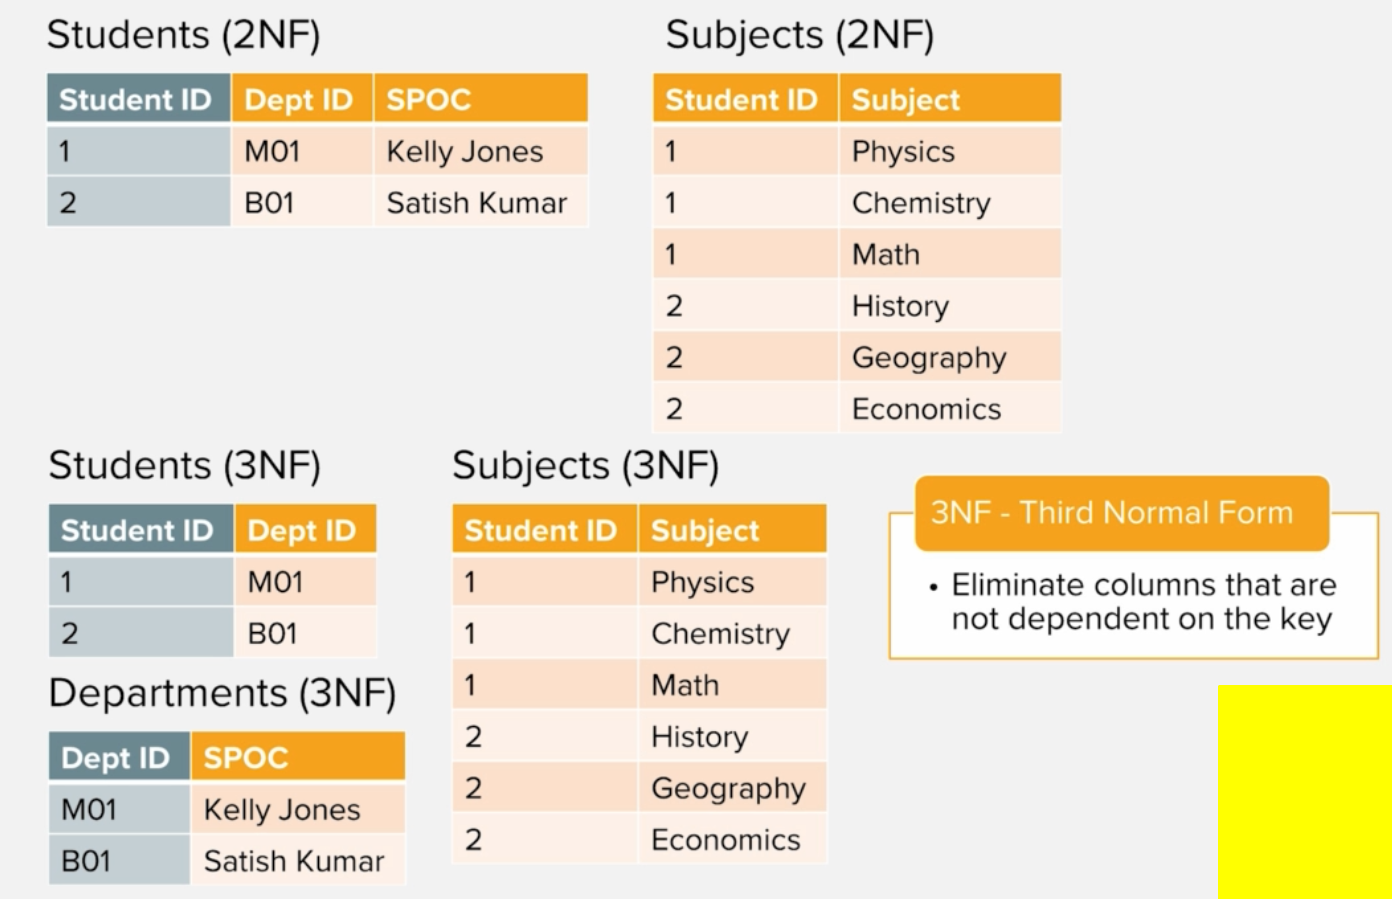 Students (2NF)
Student ID Dept ID SPOC
1 M01 Kelly Jones
2 B01 Satish Kumar
Subjects (2NF)
Student ID Subject
1 Physics
1 Chemistry
1 Math
2 History
2 Geography
2 Economics
Students (3NF)
Student ID Dept ID
1 M01
2 B01
Departments (3NF)
Dept ID SPOC
M01 Kelly Jones
B01 Satish Kumar
Subjects (3NF)
Student ID Subject
1 Physics
1 Chemistry
1 Math
2 History
2 Geography
2 Economics
3NF - Third Normal Form
• Eliminate columns that are
not dependent on the key